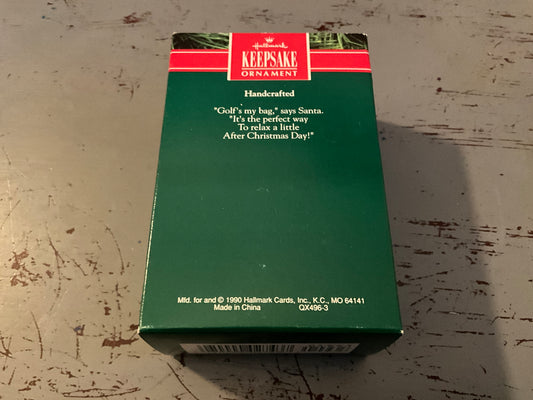 Hallmark
KEEPSAKE
ORNAMENT
Handcrafted
"Golf's my bag," says Santa.
"It's the perfect way
To relax a little
After Christmas Day!"
Mfd. for and © 1990 Hallmark Cards, Inc., K.C., MO 64141
Made in China QX496-3